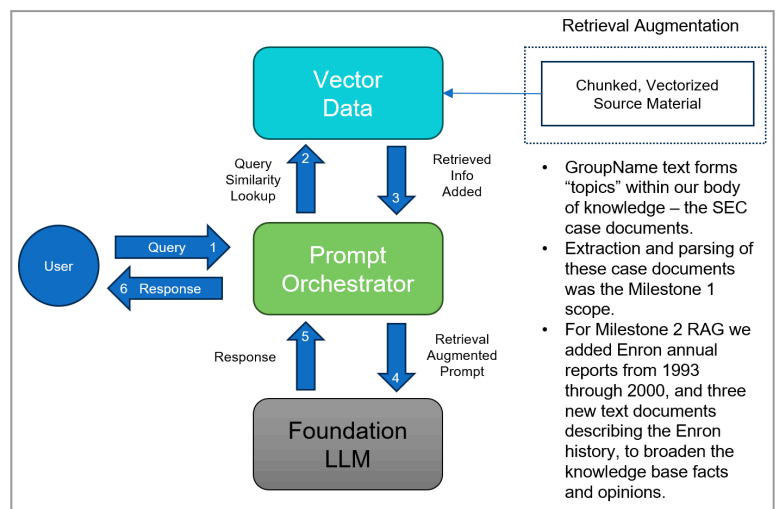 Retrieval Augmentation
Vector
Data
Chunked, Vectorized
Source Material
2
Query
Similarity
Lookup
3
Retrieved
Info
Added
User
Query 1
6 Response
Prompt
Orchestrator
5
Response
4
Retrieval
Augmented
Prompt
Foundation
LLM
• GroupName text forms
“topics” within our body
of knowledge – the SEC
case documents.
• Extraction and parsing of
these case documents
was the Milestone 1
scope.
• For Milestone 2 RAG we
added Enron annual
reports from 1993
through 2000, and three
new text documents
describing the Enron
history, to broaden the
knowledge base facts
and opinions.